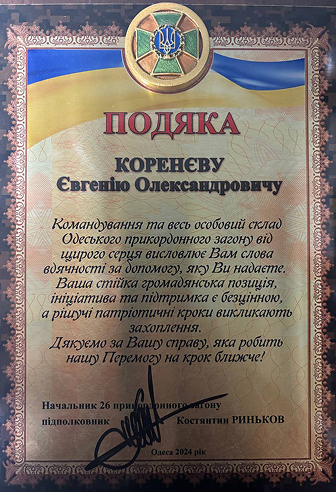 ПОДЯКА
КОРЕНЄВУ
Євгенію Олександровичу
Командування та весь особовий склад
Одеського прикордонного загону від
щирого серця висловлює Вам слова
вдячності за допомогу, яку Ви надаєте.
Ваша стійка громадянська позиція,
ініціатива та підтримка є безцінною,
а рішучі патріотичні кроки викликають
захоплення.
Дякуємо за Вашу справу, яка робить
нашу Перемогу на крок ближче!
Начальник 26 прикордонного загону
підполковник Костянтин РИНЬКОВ
Одеса 2024 рік